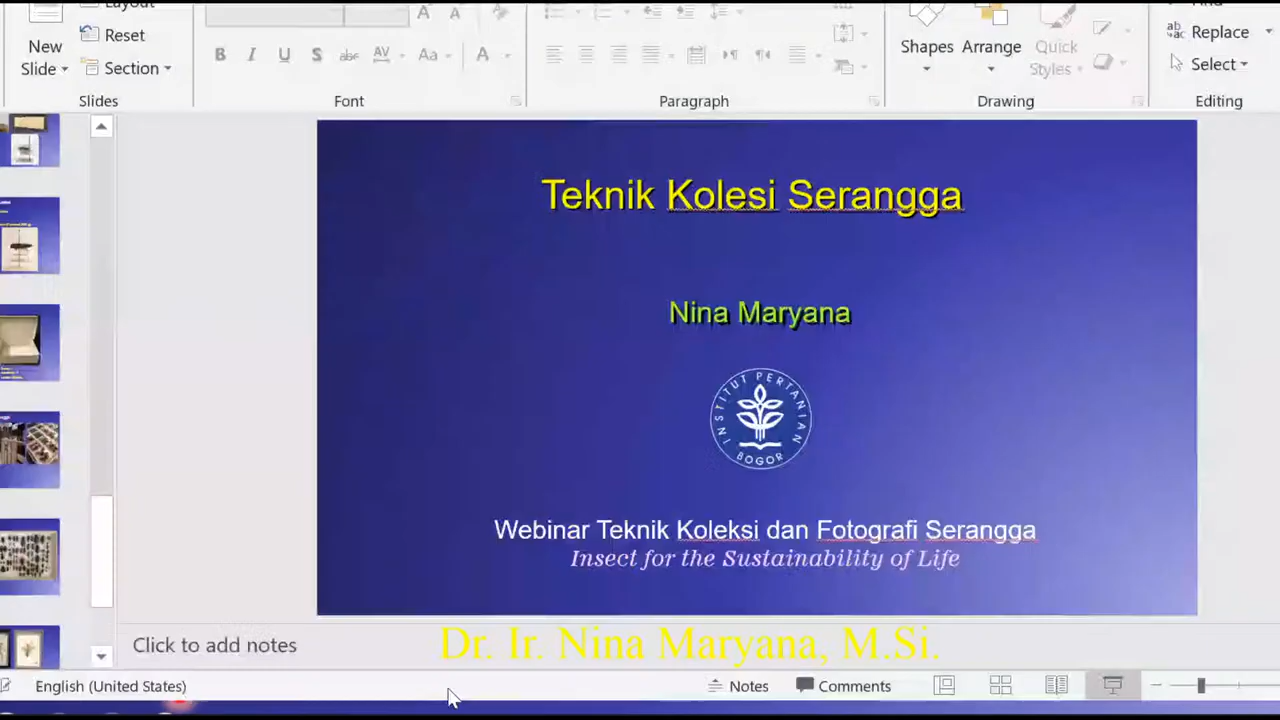 Layout
Find
New
Slide
Reset
Section
B I U S abc AV Aa A
Shapes
Arrange
Quick
Styles
Replace
Select
Slides
Font
Paragraph
Drawing
Editing
Teknik Kolesi Serangga
Nina Maryana
INSTITUT PERTANIAN
BOGOR
Webinar Teknik Koleksi dan Fotografi Serangga
Insect for the Sustainability of Life
Click to add notes
Dr. Ir. Nina Maryana, M.Si.
English (United States)
Notes
Comments